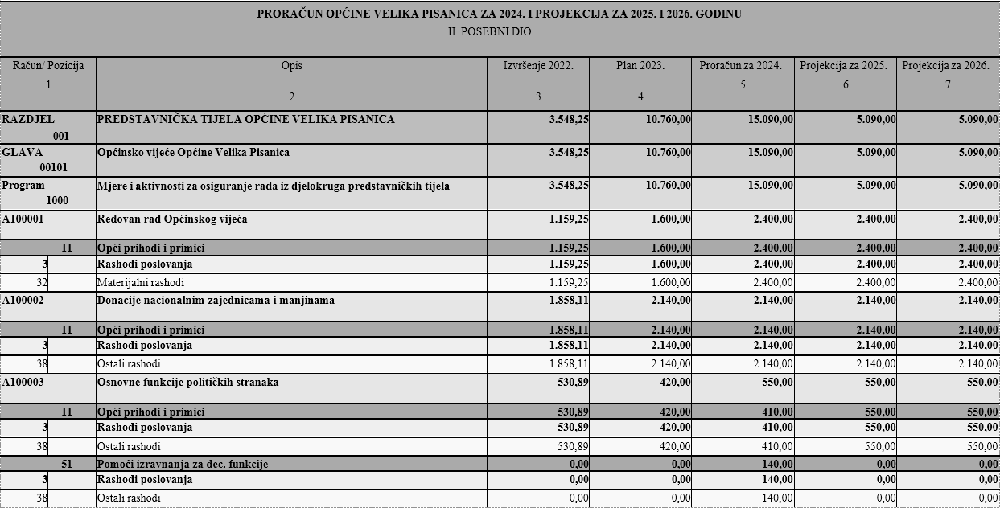 PRORAČUN OPĆINE VELIKA PISANICA ZA 2024. I PROJEKCIJA ZA 2025. I 2026. GODINU
II. POSEBNI DIO
Račun/ Pozicija Opis Izvršenje 2022. Plan 2023. Proračun za 2024. Projekcija za 2025. Projekcija za 2026.
1 2 3 4 5 6 7
RAZDJEL 001 PREDSTAVNIČKA TIJELA OPĆINE VELIKA PISANICA 3.548,25 10.760,00 15.090,00 5.090,00 5.090,00
GLAVA 00101 Općinsko vijeće Općine Velika Pisanica 3.548,25 10.760,00 15.090,00 5.090,00 5.090,00
Program 1000 Mjere i aktivnosti za osiguranje rada iz djelokruga predstavničkih tijela 3.548,25 10.760,00 15.090,00 5.090,00 5.090,00
A100001 Redovan rad Općinskog vijeća 1.159,25 1.600,00 2.400,00 2.400,00 2.400,00
11 Opći prihodi i primici 1.159,25 1.600,00 2.400,00 2.400,00 2.400,00
3 Rashodi poslovanja 1.159,25 1.600,00 2.400,00 2.400,00 2.400,00
32 Materijalni rashodi 1.159,25 1.600,00 2.400,00 2.400,00 2.400,00
A100002 Donacije nacionalnim zajednicama i manjinama 1.858,11 2.140,00 2.140,00 2.140,00 2.140,00
11 Opći prihodi i primici 1.858,11 2.140,00 2.140,00 2.140,00 2.140,00
3 Rashodi poslovanja 1.858,11 2.140,00 2.140,00 2.140,00 2.140,00
38 Ostali rashodi 1.858,11 2.140,00 2.140,00 2.140,00 2.140,00
A100003 Osnovne funkcije političkih stranaka 530,89 420,00 550,00 550,00 550,00
11 Opći prihodi i primici 530,89 420,00 410,00 550,00 550,00
3 Rashodi poslovanja 530,89 420,00 410,00 550,00 550,00
38 Ostali rashodi 530,89 420,00 410,00 550,00 550,00
51 Pomoći izravnanja za dec. funkcije 0,00 0,00 140,00 0,00 0,00
3 Rashodi poslovanja 0,00 0,00 140,00 0,00 0,00
38 Ostali rashodi 0,00 0,00 140,00 0,00 0,00